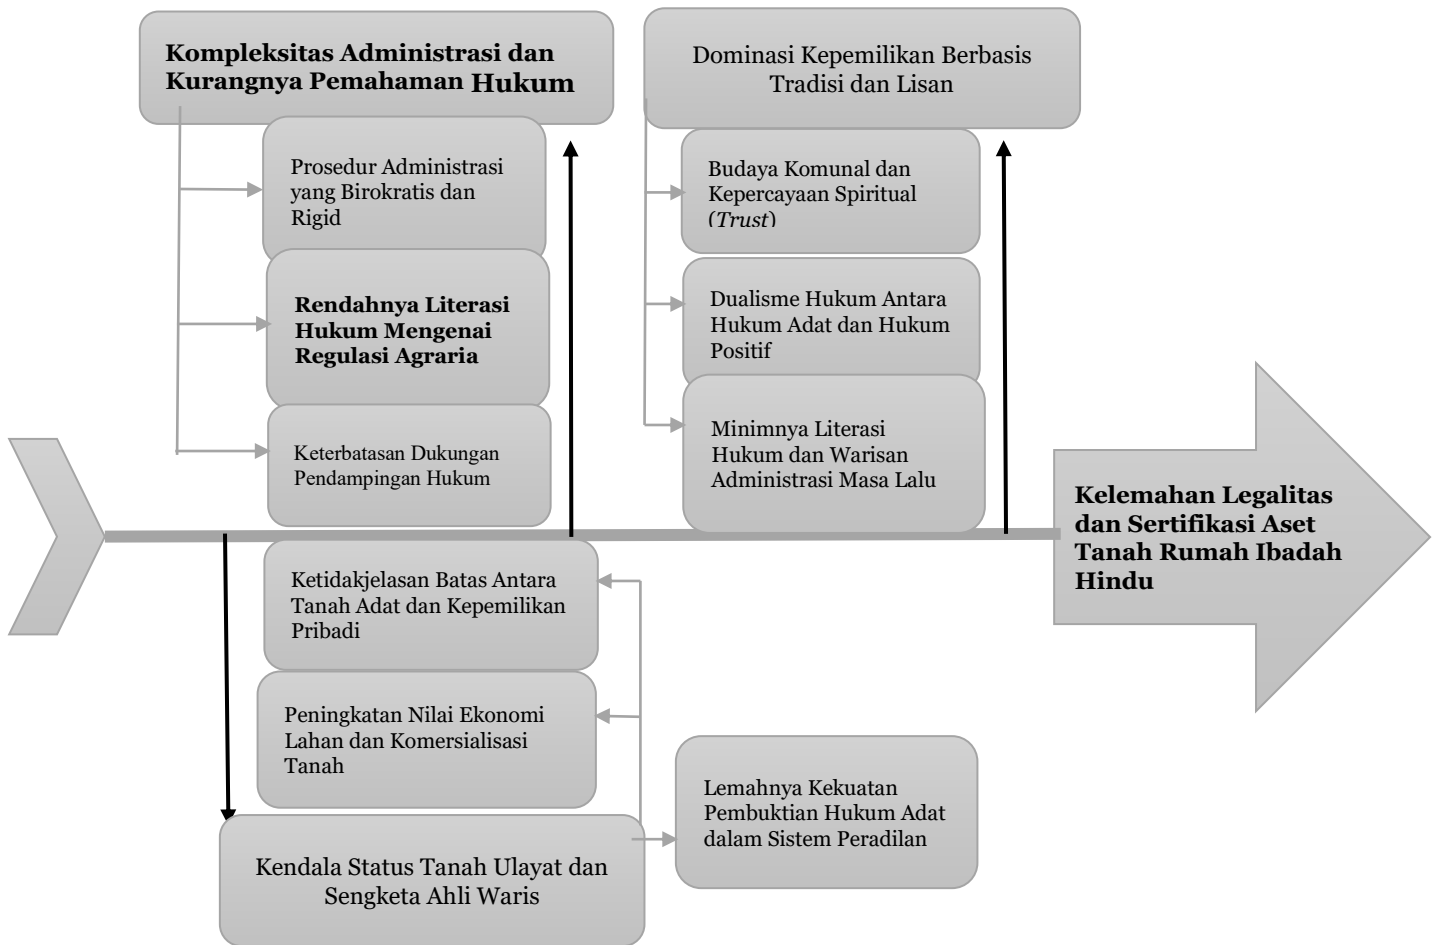 Kompleksitas Administrasi dan
Kurangnya Pemahaman Hukum
Prosedur Administrasi
yang Birokratis dan
Rigid
Rendahnya Literasi
Hukum Mengenai
Regulasi Agraria
Keterbatasan Dukungan
Pendampingan Hukum
Dominasi Kepemilikan Berbasis
Tradisi dan Lisan
Budaya Komunal dan
Kepercayaan Spiritual
(Trust)
Dualisme Hukum Antara
Hukum Adat dan Hukum
Positif
Minimnya Literasi
Hukum dan Warisan
Administrasi Masa Lalu
Kelemahan Legalitas
dan Sertifikasi Aset
Tanah Rumah Ibadah
Hindu
Ketidakjelasan Batas Antara
Tanah Adat dan Kepemilikan
Pribadi
Peningkatan Nilai Ekonomi
Lahan dan Komersialisasi
Tanah
Lemahnya Kekuatan
Pembuktian Hukum Adat
dalam Sistem Peradilan
Kendala Status Tanah Ulayat dan
Sengketa Ahli Waris